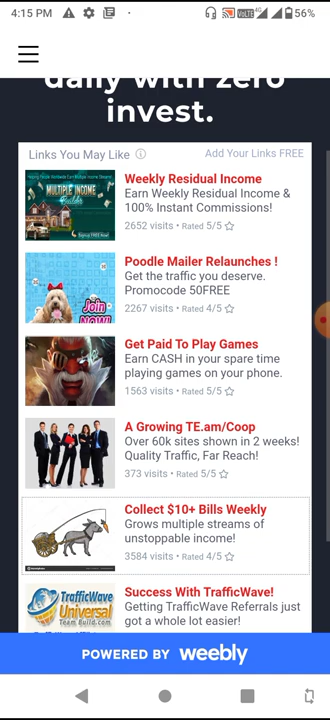 4:15 PM
56%
daily with zero
invest.
Links You May Like
Add Your Links FREE
MULTIPLE INCOME
Weekly Residual Income
Earn Weekly Residual Income &
100% Instant Commissions!
2652 visits • Rated 5/5
Join
NOW!
Poodle Mailer Relaunches !
Get the traffic you deserve.
Promocode 50FREE
2267 visits • Rated 4/5
Get Paid To Play Games
Earn CASH in your spare time
playing games on your phone.
1563 visits • Rated 5/5
A Growing TE.am/Coop
Over 60k sites shown in 2 weeks!
Quality Traffic, Far Reach!
373 visits • Rated 5/5
Collect $10+ Bills Weekly
Grows multiple streams of
unstoppable income!
3584 visits • Rated 4/5
TrafficWave
Universal
Team Build.com
Success With TrafficWave!
Getting TrafficWave Referrals just
got a whole lot easier!
POWERED BY weebly